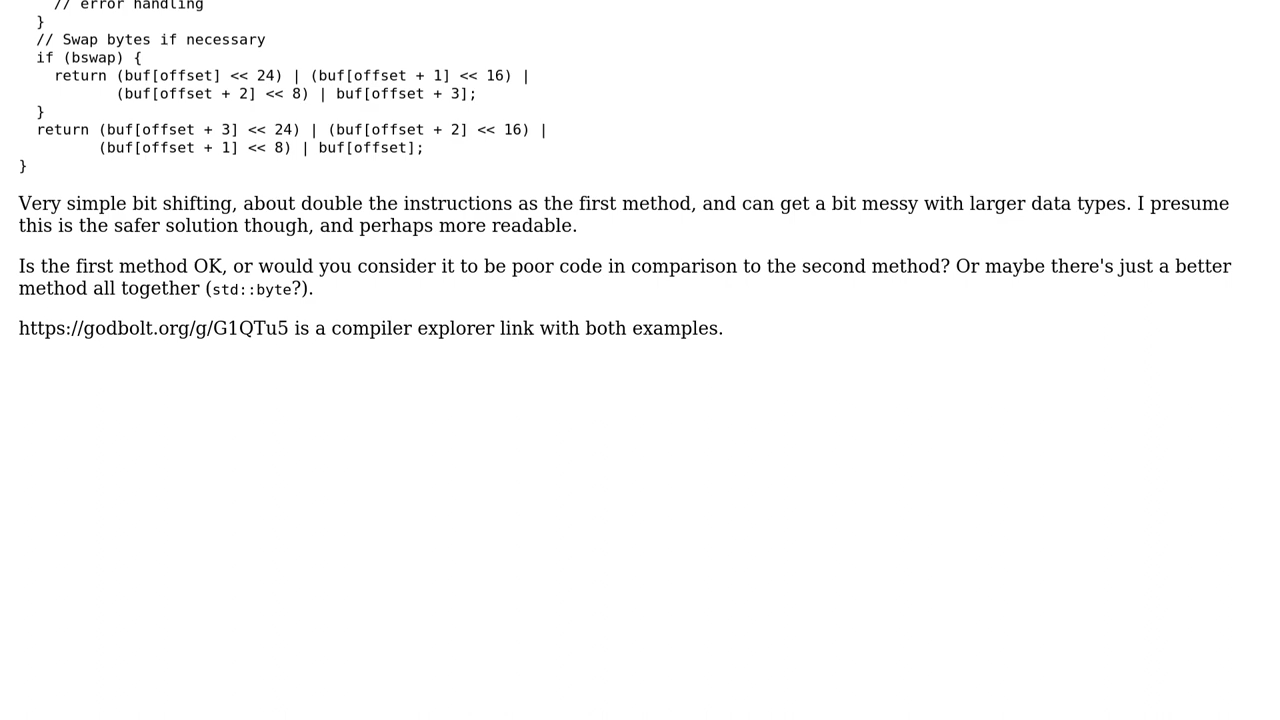 // error handling
}
// Swap bytes if necessary
if (bswap) {
return (buf[offset] << 24) | (buf[offset + 1] << 16) |
(buf[offset + 2] << 8) | buf[offset + 3];
}
return (buf[offset + 3] << 24) | (buf[offset + 2] << 16) |
(buf[offset + 1] << 8) | buf[offset];
}
Very simple bit shifting, about double the instructions as the first method, and can get a bit messy with larger data types. I presume
this is the safer solution though, and perhaps more readable.
Is the first method OK, or would you consider it to be poor code in comparison to the second method? Or maybe there's just a better
method all together (std::byte?).
https://godbolt.org/g/G1QTu5 is a compiler explorer link with both examples.